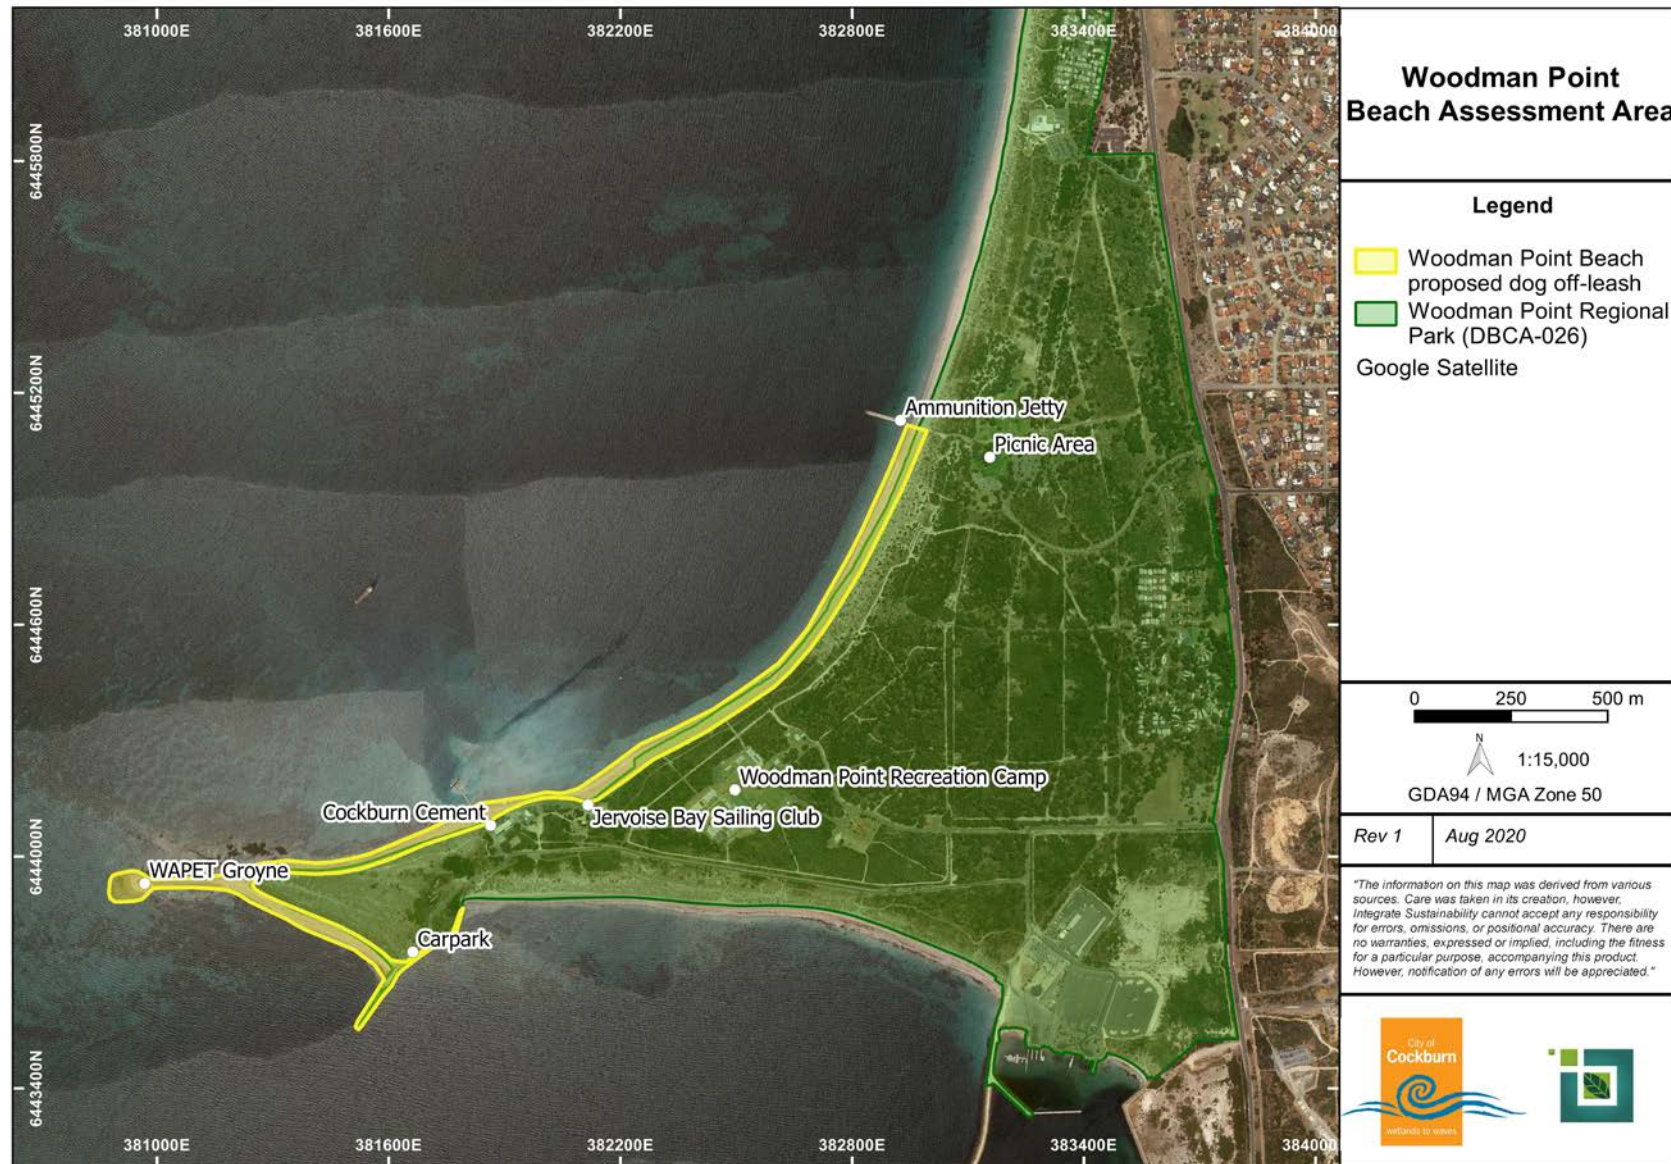 381000E
381600E
382200E
382800E
383400E
384000E
6445800N
6445200N
6444600N
6444000N
6443400N
Ammunition Jetty
Picnic Area
Woodman Point Recreation Camp
Cockburn Cement
Jervoise Bay Sailing Club
WAPET Groyne
Carpark
381000E
381600E
382200E
382800E
383400E
384000E
Woodman Point
Beach Assessment Area
Legend
Woodman Point Beach
proposed dog off-leash
Woodman Point Regional
Park (DBCA-026)
Google Satellite
0 250 500 m
N
1:15,000
GDA94 / MGA Zone 50
Rev 1 Aug 2020
"The information on this map was derived from various
sources. Care was taken in its creation, however,
Integrate Sustainability cannot accept any responsibility
for errors, omissions, or positional accuracy. There are
no warranties, expressed or implied, including the fitness
for a particular purpose, accompanying this product.
However, notification of any errors will be appreciated."
City of
Cockburn
wetlands to waves